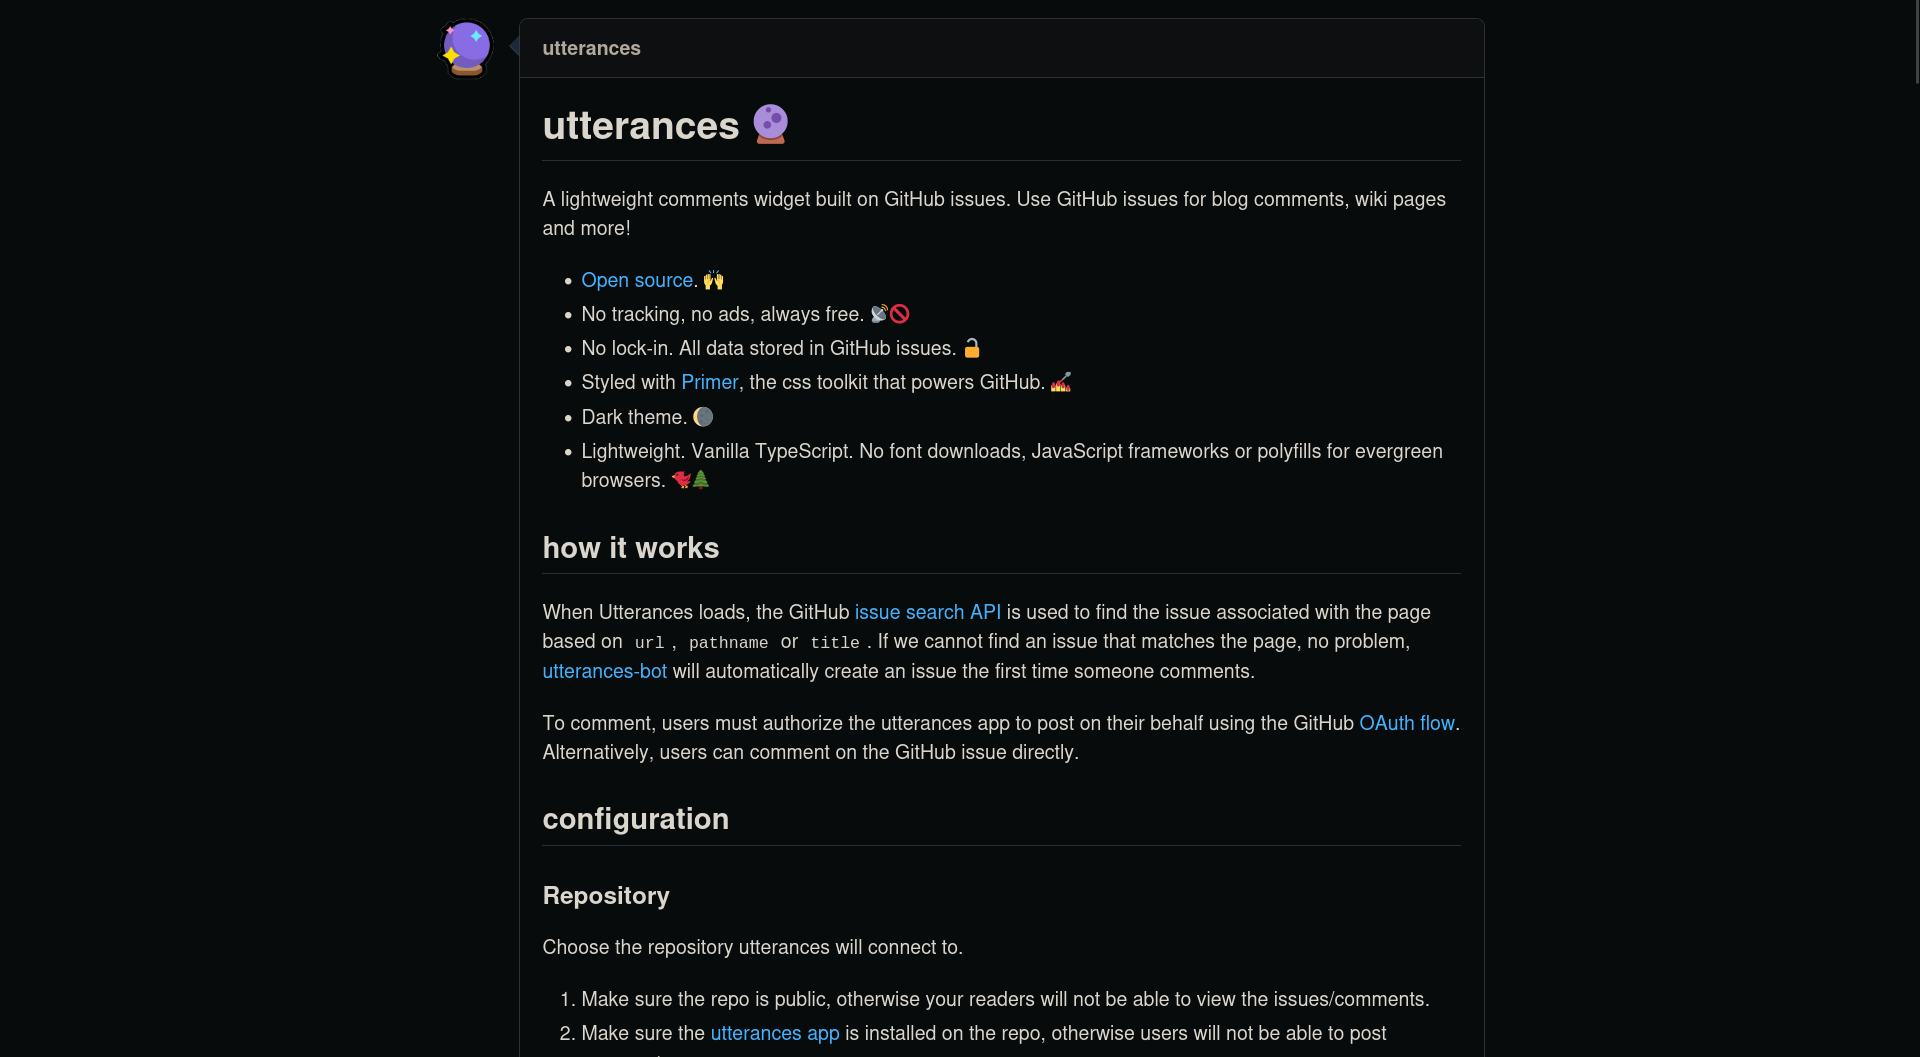 utterances
utterances 🔮
A lightweight comments widget built on GitHub issues. Use GitHub issues for blog comments, wiki pages
and more!
• Open source. 🙌
• No tracking, no ads, always free. 📡🚫
• No lock-in. All data stored in GitHub issues. 🔓
• Styled with Primer, the css toolkit that powers GitHub. 💅
• Dark theme. 🌘
• Lightweight. Vanilla TypeScript. No font downloads, JavaScript frameworks or polyfills for evergreen
browsers. 🐦🌲
how it works
When Utterances loads, the GitHub issue search API is used to find the issue associated with the page
based on url, pathname or title. If we cannot find an issue that matches the page, no problem,
utterances-bot will automatically create an issue the first time someone comments.
To comment, users must authorize the utterances app to post on their behalf using the GitHub OAuth flow.
Alternatively, users can comment on the GitHub issue directly.
configuration
Repository
Choose the repository utterances will connect to.
1. Make sure the repo is public, otherwise your readers will not be able to view the issues/comments.
2. Make sure the utterances app is installed on the repo, otherwise users will not be able to post